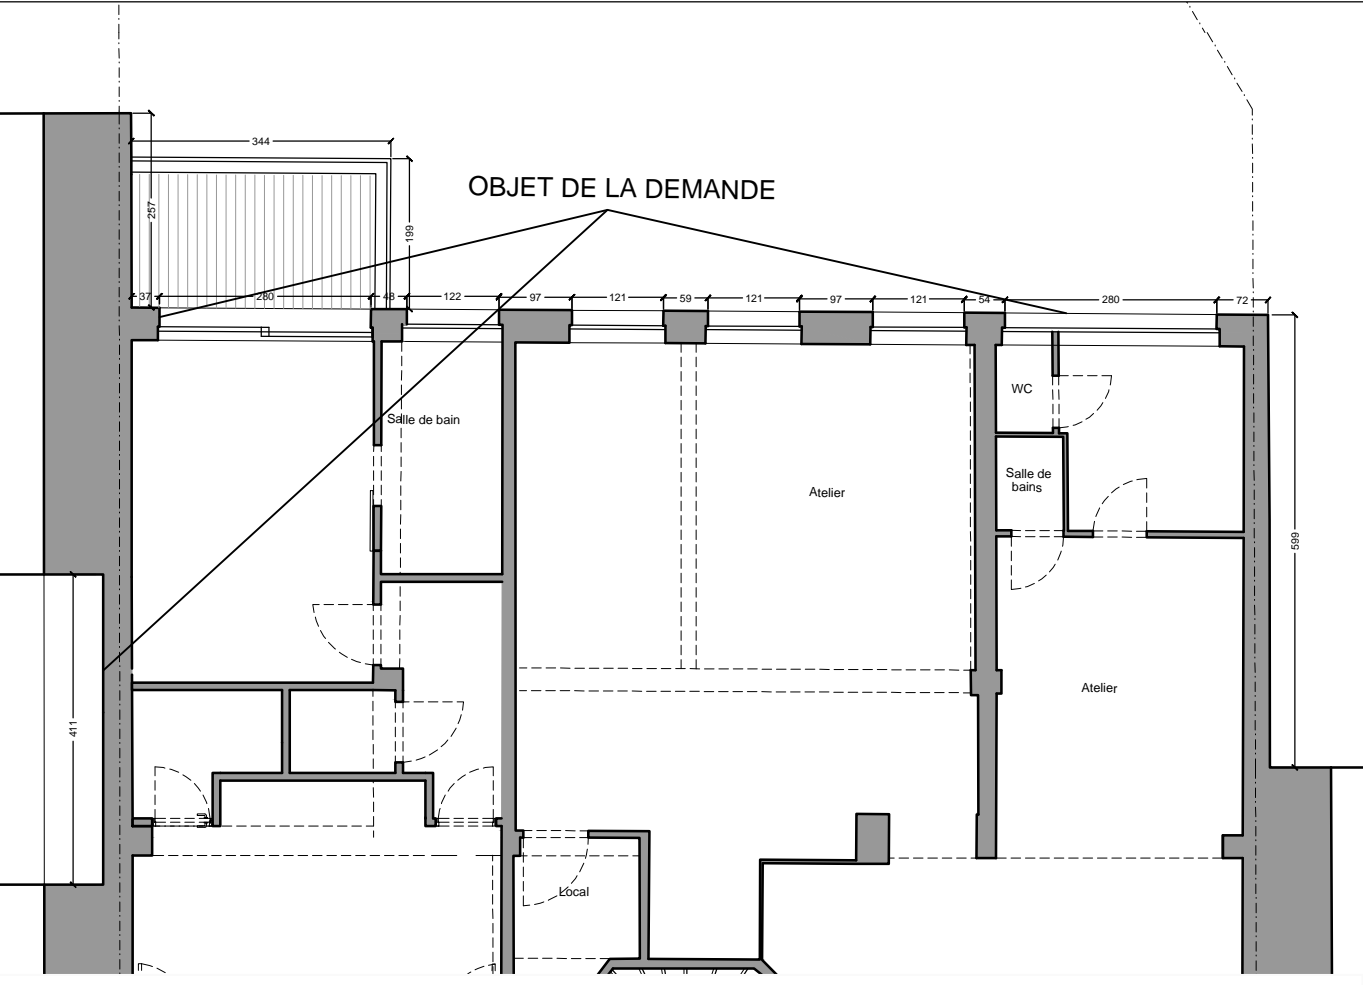 344
OBJET DE LA DEMANDE
257
199
37
280
48
122
97
121
59
121
97
121
54
280
72
WC
Salle de bain
Salle de
bains
Atelier
599
Atelier
411
Local